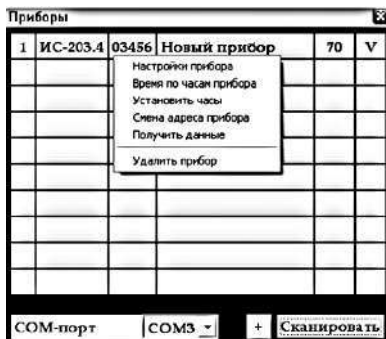 Приборы
1 ИС-203.4 03456 Новый прибор 70 V
Настройки прибора
Время по часам прибора
Установить часы
Смена адреса прибора
Получить данные
Удалить прибор
COM-порт COM3 + Сканировать